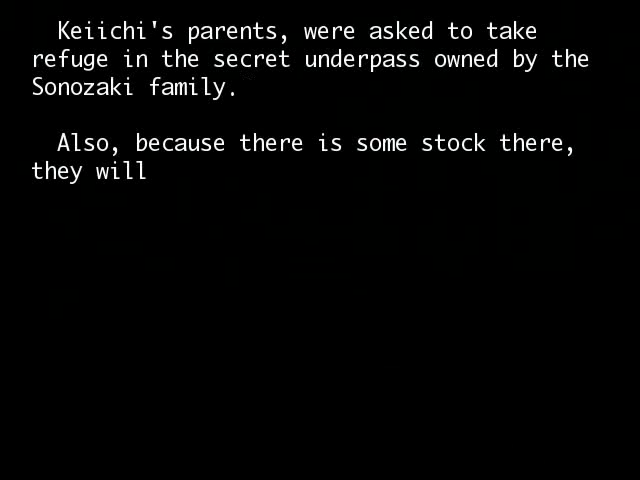 Keiichi's parents, were asked to take
refuge in the secret underpass owned by the
Sonozaki family.
Also, because there is some stock there,
they will